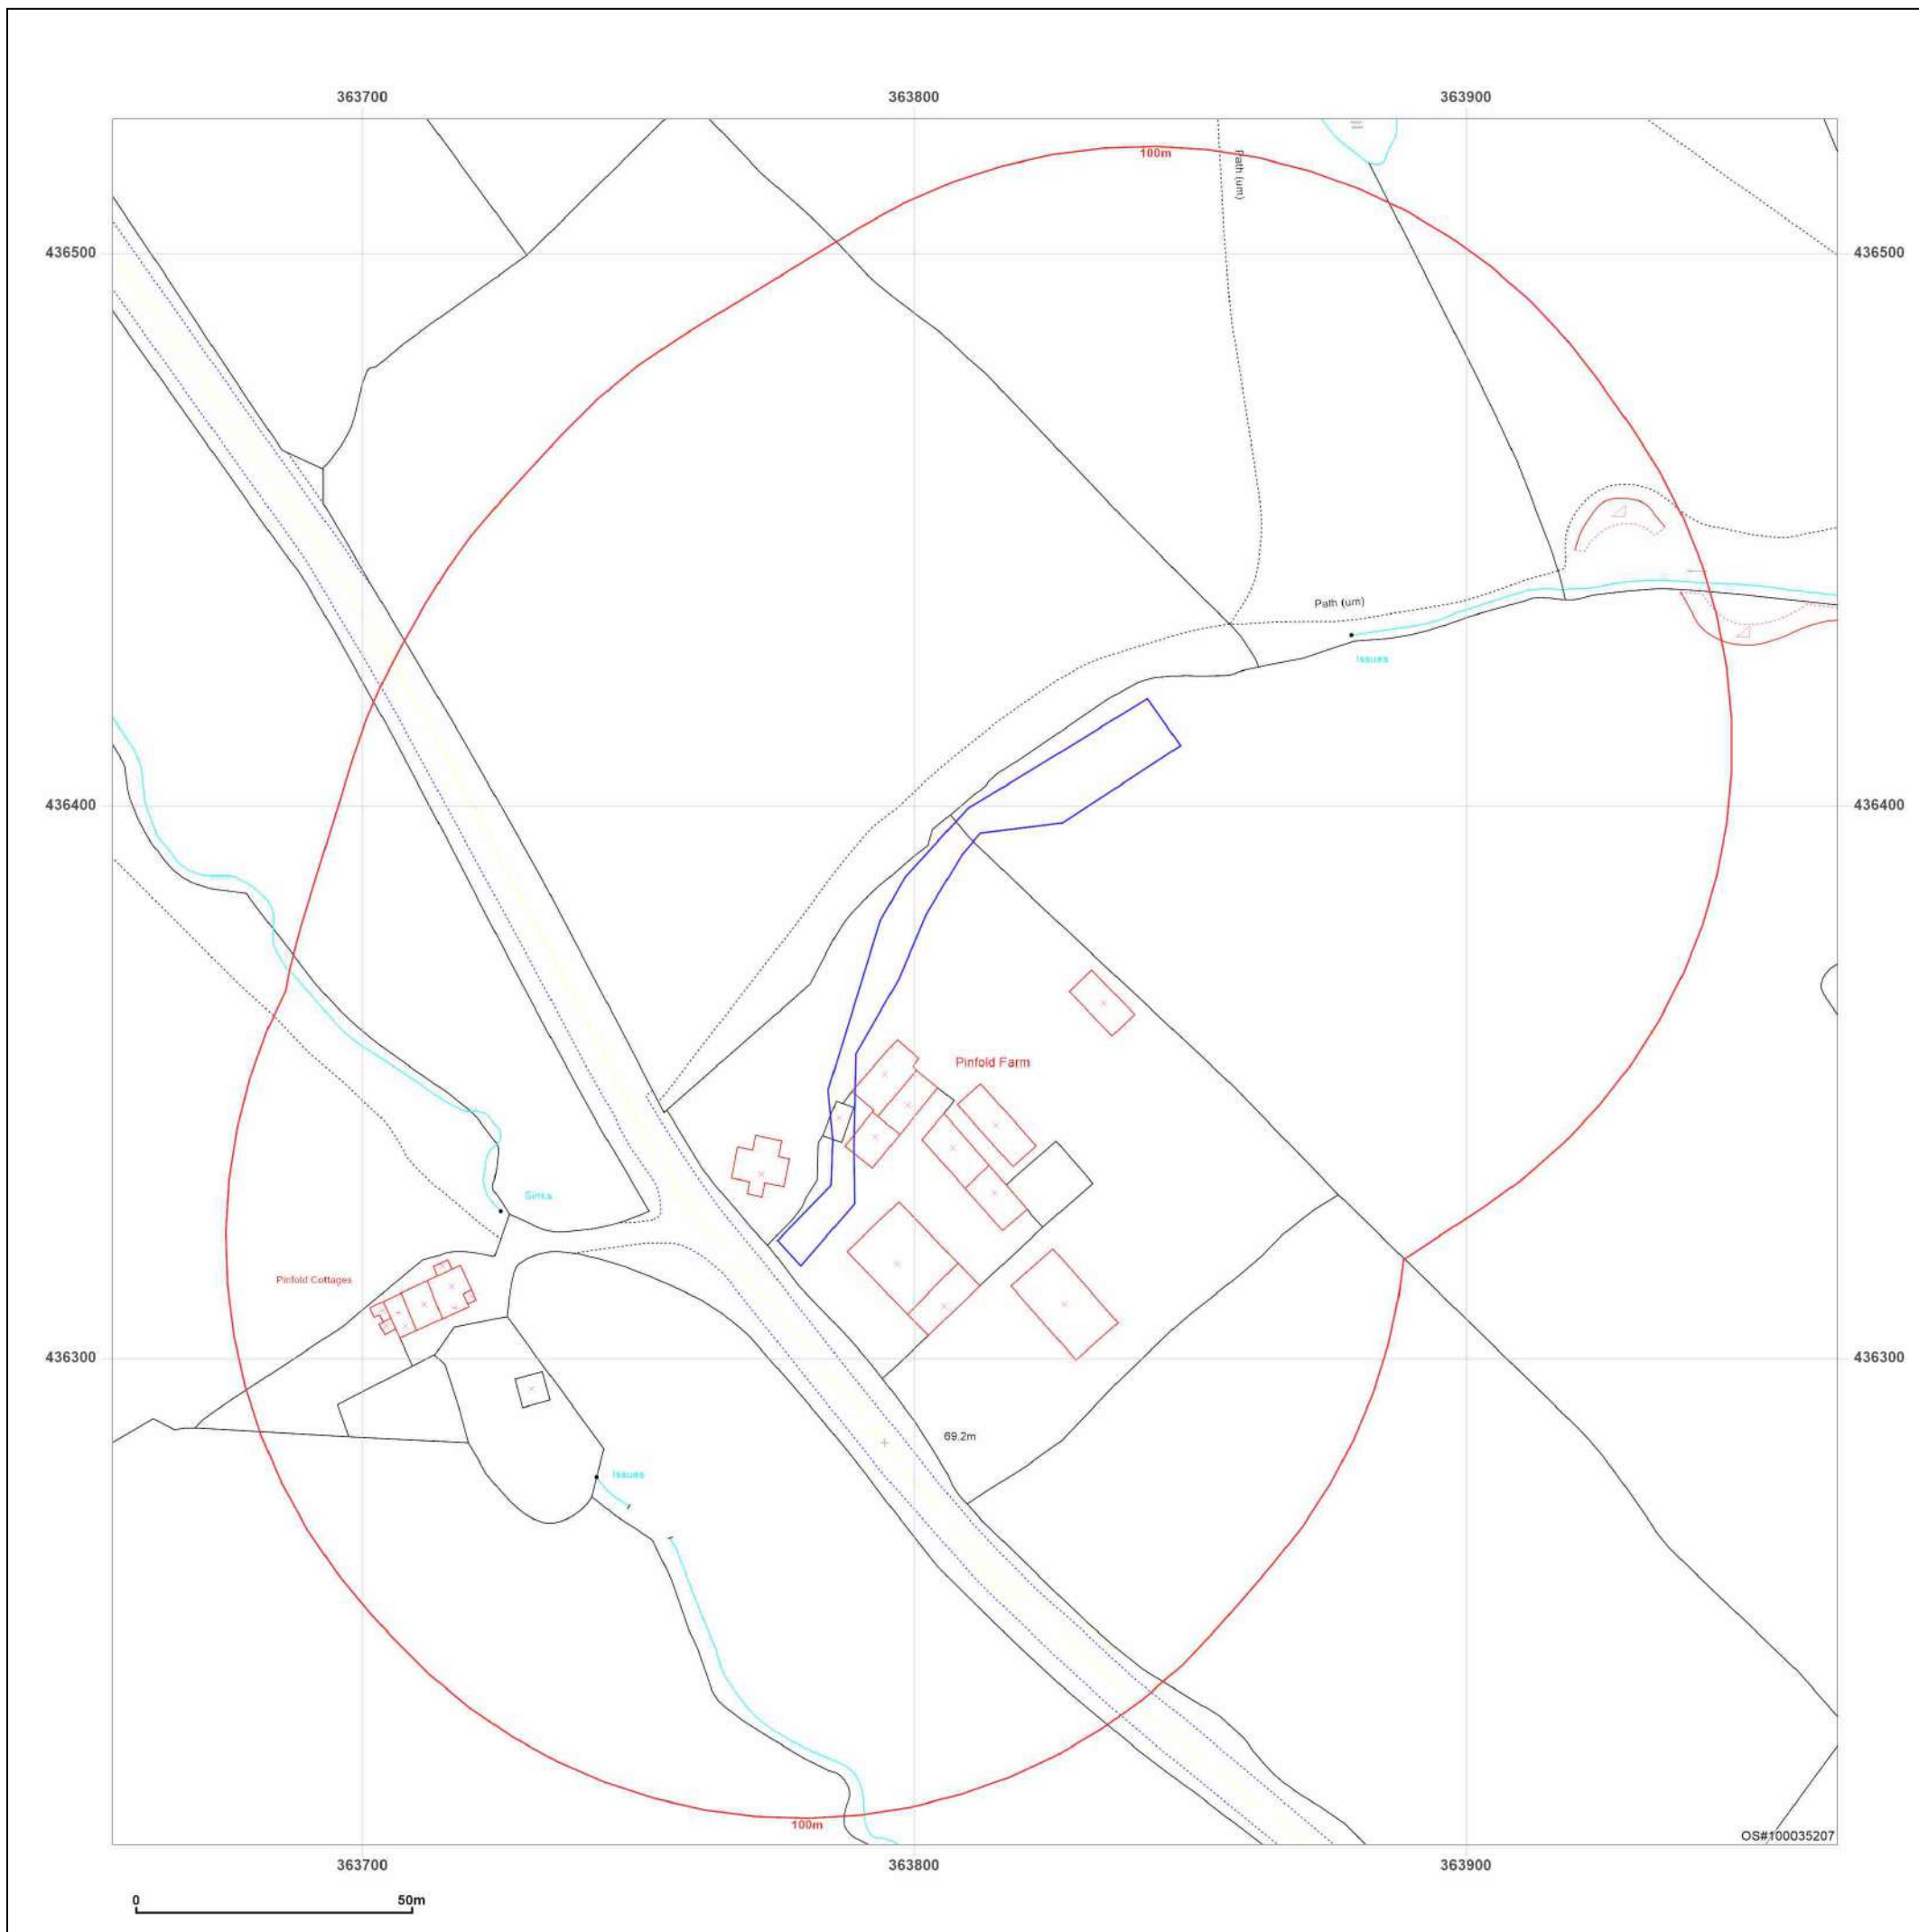 363700
363800
363900
100m
Path (um)
436500
436500
Path (um)
Issues
436400
436400
Pinfold Farm
Sinks
Pinfold Cottages
436300
436300
69.2m
Issues
100m
OS#100035207
363700
363800
363900
0
50m